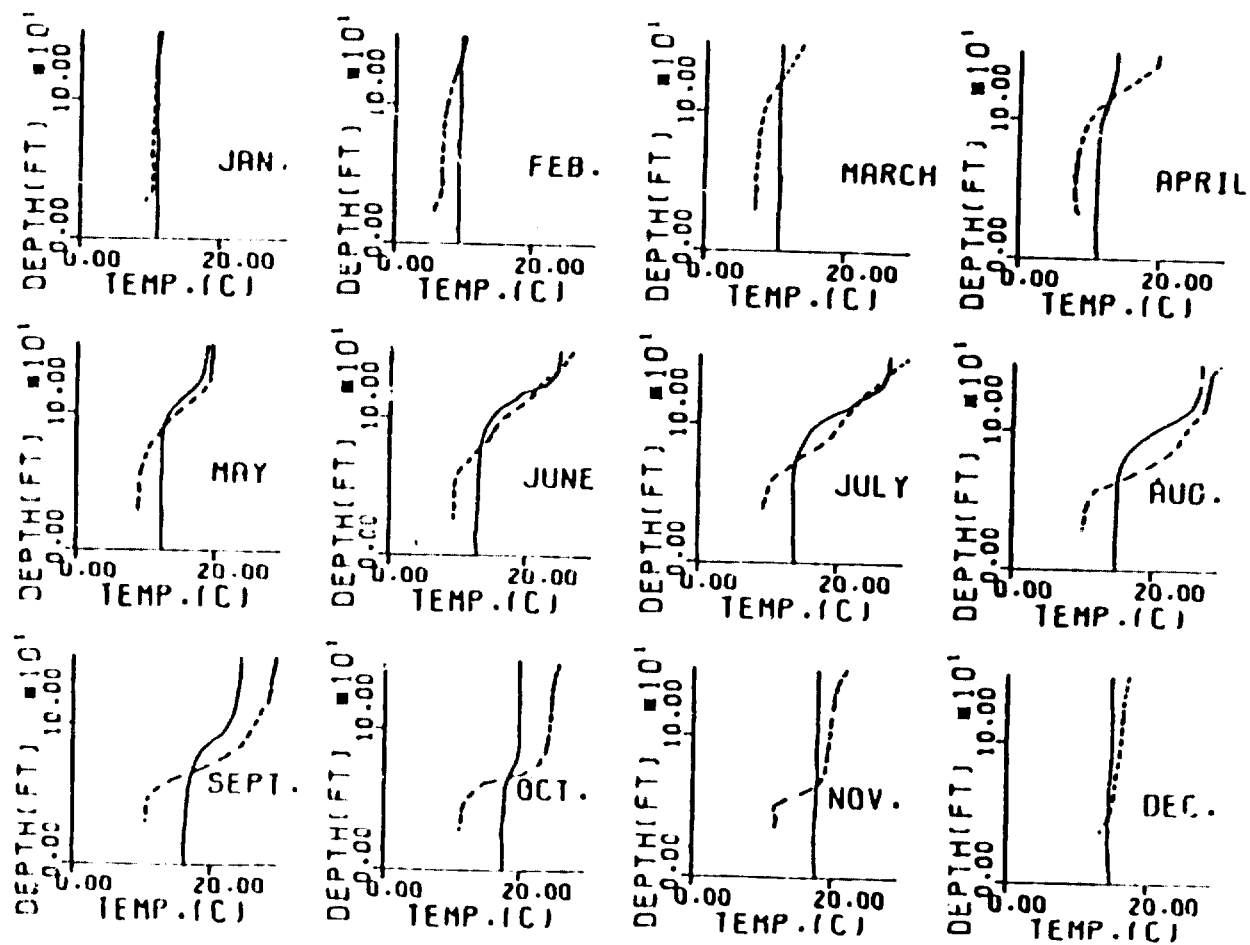 DEPTH(FT) ■10¹
0.00 10.00
JAN.
0.00 20.00
TEMP.(C)
DEPTH(FT) ■10¹
0.00 10.00
FEB.
0.00 20.00
TEMP.(C)
DEPTH(FT) ■10¹
0.00 10.00
MARCH
0.00 20.00
TEMP.(C)
DEPTH(FT) ■10¹
0.00 10.00
APRIL
0.00 20.00
TEMP.(C)
DEPTH(FT) ■10¹
0.00 10.00
MAY
0.00 20.00
TEMP.(C)
DEPTH(FT) ■10¹
0.00 10.00
JUNE
0.00 20.00
TEMP.(C)
DEPTH(FT) ■10¹
0.00 10.00
JULY
0.00 20.00
TEMP.(C)
DEPTH(FT) ■10¹
0.00 10.00
AUG.
0.00 20.00
TEMP.(C)
DEPTH(FT) ■10¹
0.00 10.00
SEPT.
0.00 20.00
TEMP.(C)
DEPTH(FT) ■10¹
0.00 10.00
OCT.
0.00 20.00
TEMP.(C)
DEPTH(FT) ■10¹
0.00 10.00
NOV.
0.00 20.00
TEMP.(C)
DEPTH(FT) ■10¹
0.00 10.00
DEC.
0.00 20.00
TEMP.(C)